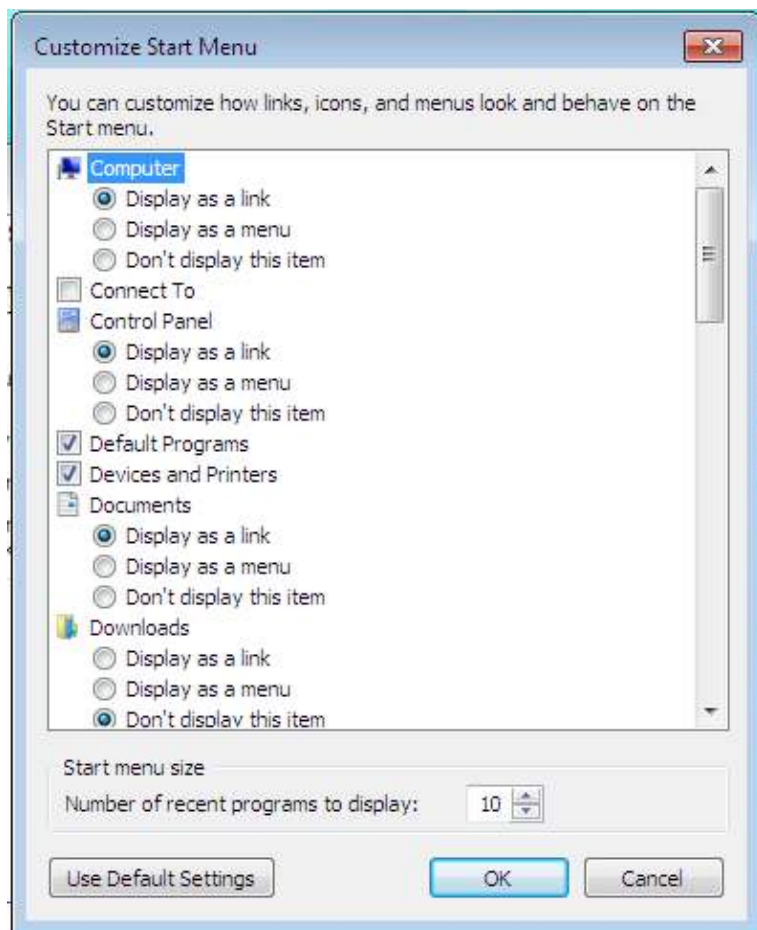 Customize Start Menu
You can customize how links, icons, and menus look and behave on the
Start menu.
Computer
Display as a link
Display as a menu
Don't display this item
Connect To
Control Panel
Display as a link
Display as a menu
Don't display this item
Default Programs
Devices and Printers
Documents
Display as a link
Display as a menu
Don't display this item
Downloads
Display as a link
Display as a menu
Don't display this item
Start menu size
Number of recent programs to display: 10
Use Default Settings OK Cancel